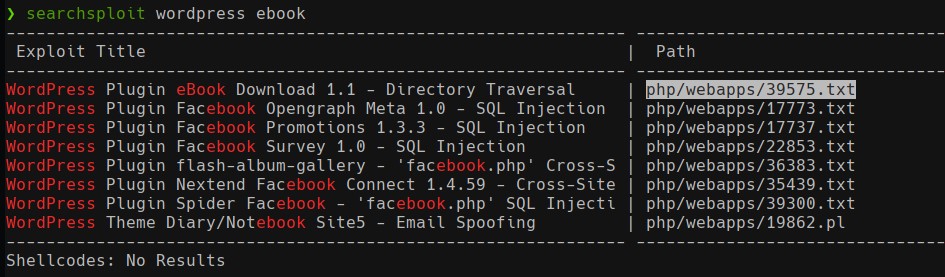 ❯ searchsploit wordpress ebook
---------------------------------------------------------------- ---------------------------------
Exploit Title | Path
---------------------------------------------------------------- ---------------------------------
WordPress Plugin eBook Download 1.1 - Directory Traversal | php/webapps/39575.txt
WordPress Plugin Facebook Opengraph Meta 1.0 - SQL Injection | php/webapps/17773.txt
WordPress Plugin Facebook Promotions 1.3.3 - SQL Injection | php/webapps/17737.txt
WordPress Plugin Facebook Survey 1.0 - SQL Injection | php/webapps/22853.txt
WordPress Plugin flash-album-gallery - 'facebook.php' Cross-S | php/webapps/36383.txt
WordPress Plugin Nextend Facebook Connect 1.4.59 - Cross-Site | php/webapps/35439.txt
WordPress Plugin Spider Facebook - 'facebook.php' SQL Injecti | php/webapps/39300.txt
WordPress Theme Diary/Notebook Site5 - Email Spoofing | php/webapps/19862.pl
---------------------------------------------------------------- ---------------------------------
Shellcodes: No Results